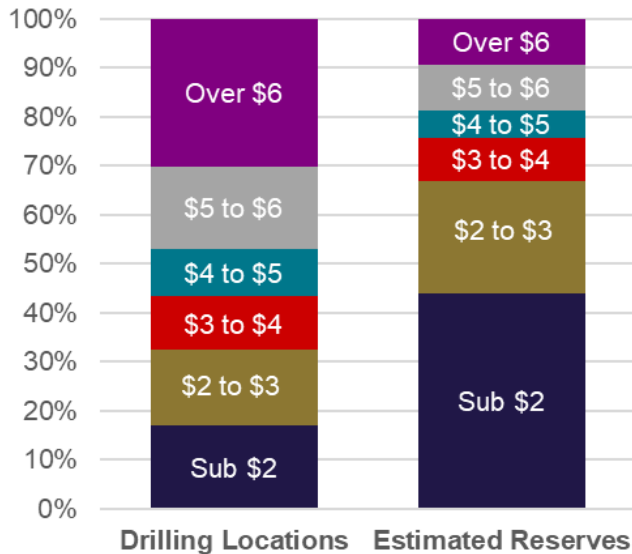 100%
90%
80%
70%
60%
50%
40%
30%
20%
10%
0%
Over $6
$5 to $6
$4 to $5
$3 to $4
$2 to $3
Sub $2
Over $6
$5 to $6
$4 to $5
$3 to $4
$2 to $3
Sub $2
Drilling Locations
Estimated Reserves